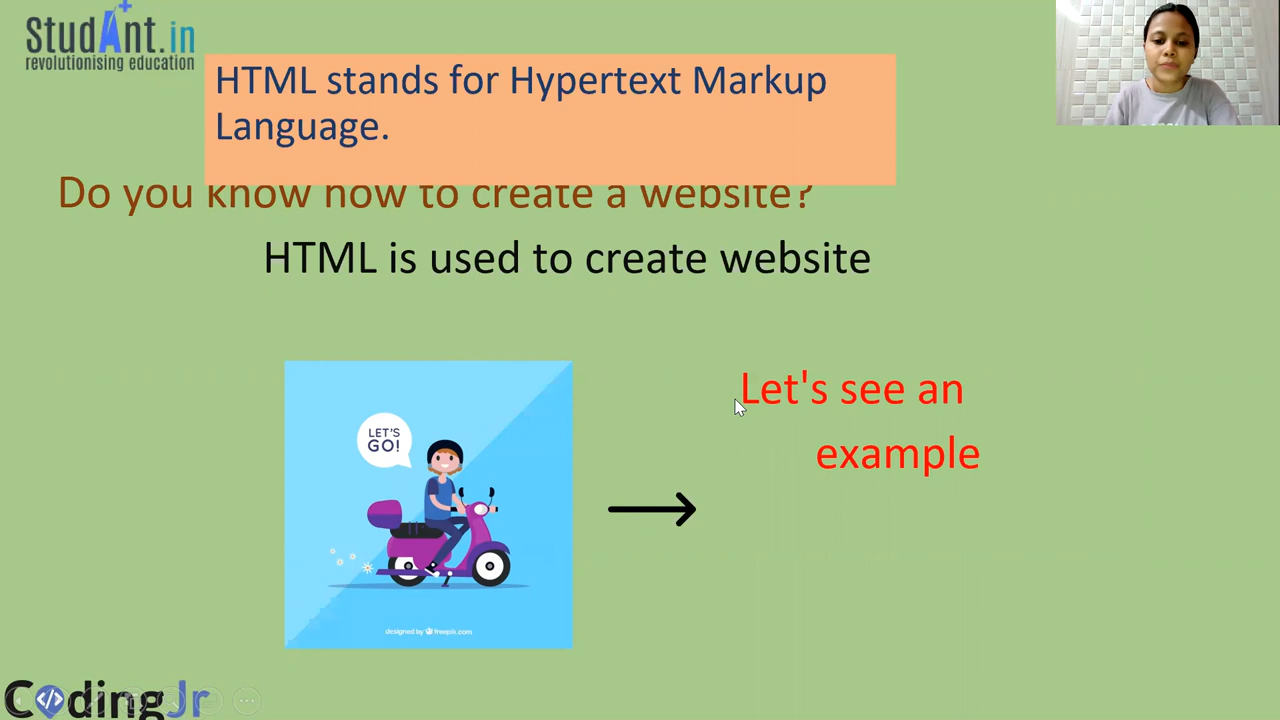 StudAnt.in
revolutionising education
HTML stands for Hypertext Markup
Language.
Do you know how to create a website?
HTML is used to create website
Let's see an
example
LET'S
GO!
designed by freepik.com
CodingJr